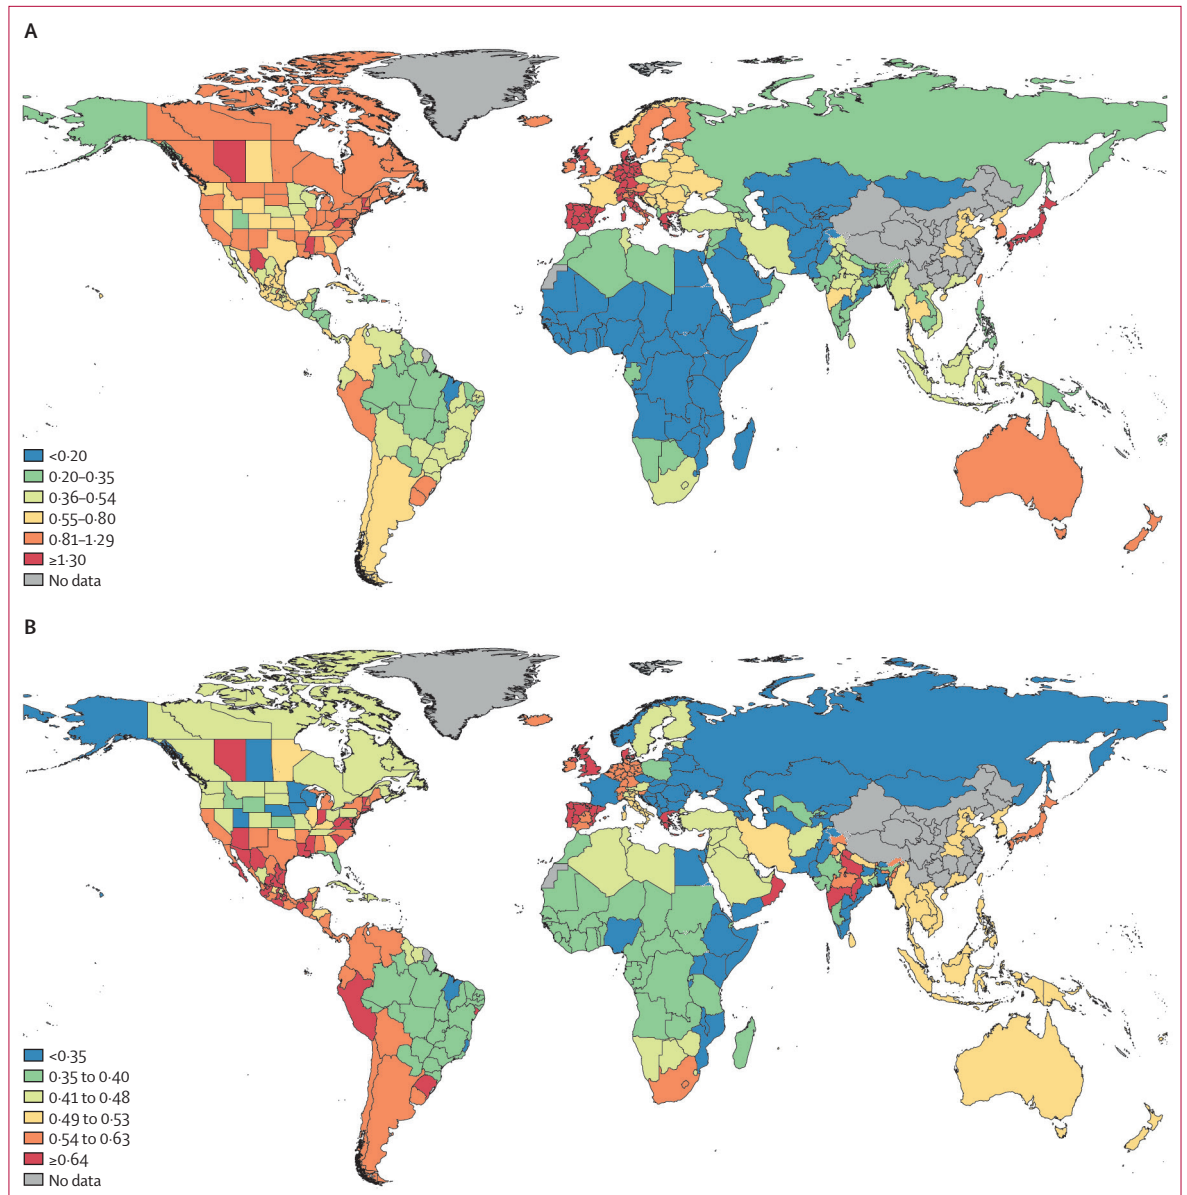 A
<0·20
0·20–0·35
0·36–0·54
0·55–0·80
0·81–1·29
≥1·30
No data
B
<0·35
0·35 to 0·40
0·41 to 0·48
0·49 to 0·53
0·54 to 0·63
≥0·64
No data